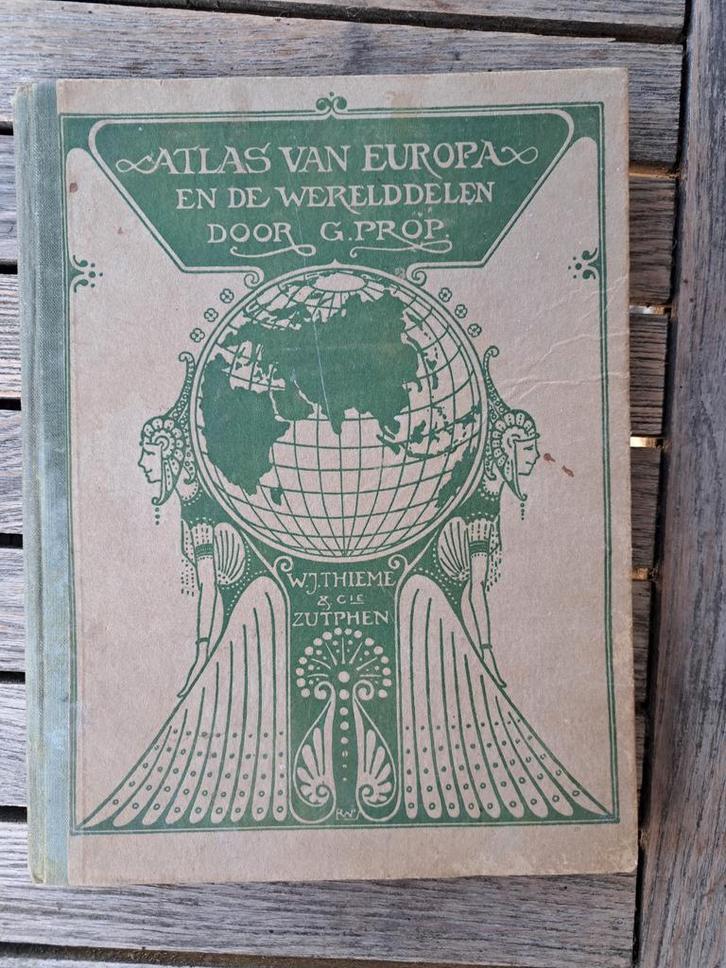 ATLAS VAN EUROPA
EN DE WERELDDELEN
DOOR G. PROP.
W.J. THIEME
& CIE
ZUTPHEN